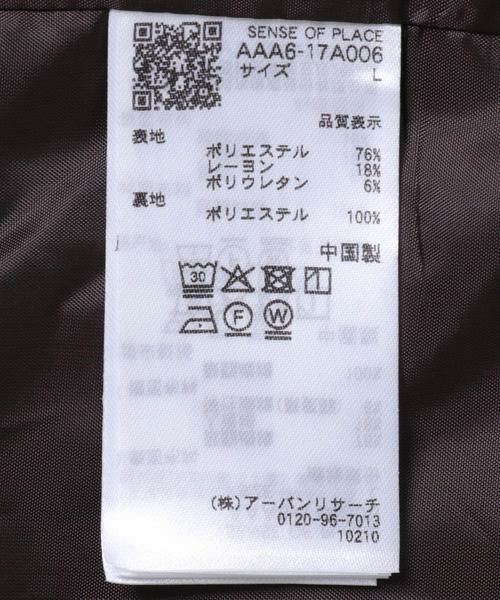 SENSE OF PLACE
AAA6-17A006
サイズ L
品質表示
表地
ポリエステル 76%
レーヨン 18%
ポリウレタン 6%
裏地
ポリエステル 100%
中国製
30
F W
(株)アーバンリサーチ
0120-96-7013
10210